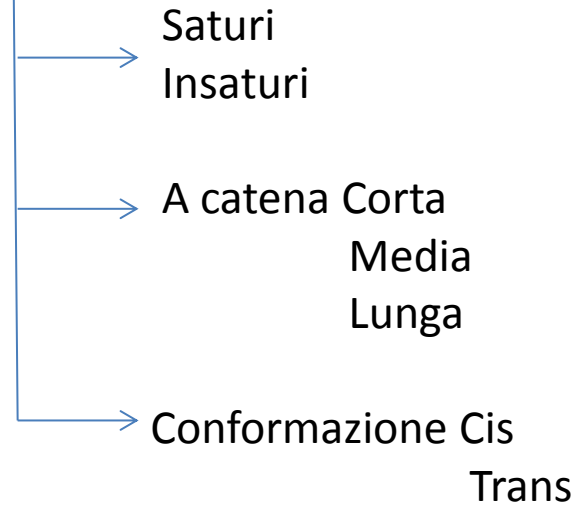 Saturi
Insaturi
A catena Corta
Media
Lunga
Conformazione Cis
Trans